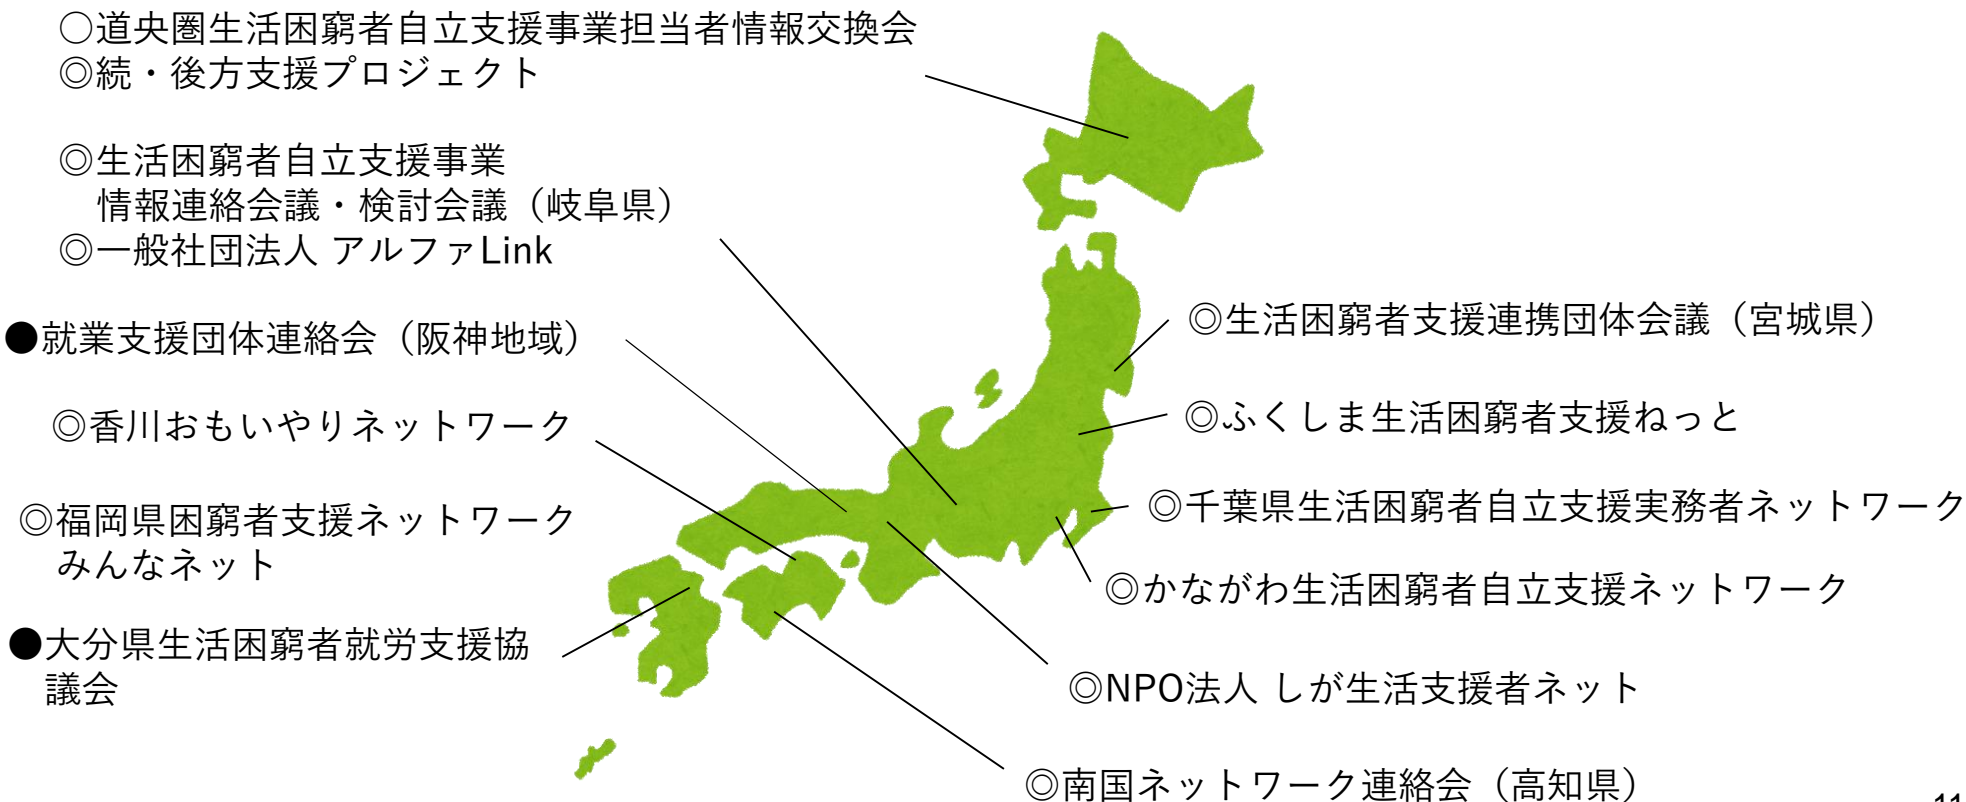 〇道央圏生活困窮者自立支援事業担当者情報交換会
◎続・後方支援プロジェクト
◎生活困窮者自立支援事業
情報連絡会議・検討会議（岐阜県）
◎一般社団法人 アルファLink
●就業支援団体連絡会（阪神地域）
◎香川おもいやりネットワーク
◎福岡県困窮者支援ネットワーク
みんなネット
●大分県生活困窮者就労支援協
議会
◎生活困窮者支援連携団体会議（宮城県）
◎ふくしま生活困窮者支援ねっと
◎千葉県生活困窮者自立支援実務者ネットワーク
◎かながわ生活困窮者自立支援ネットワーク
◎NPO法人 しが生活支援者ネット
◎南国ネットワーク連絡会（高知県）
11